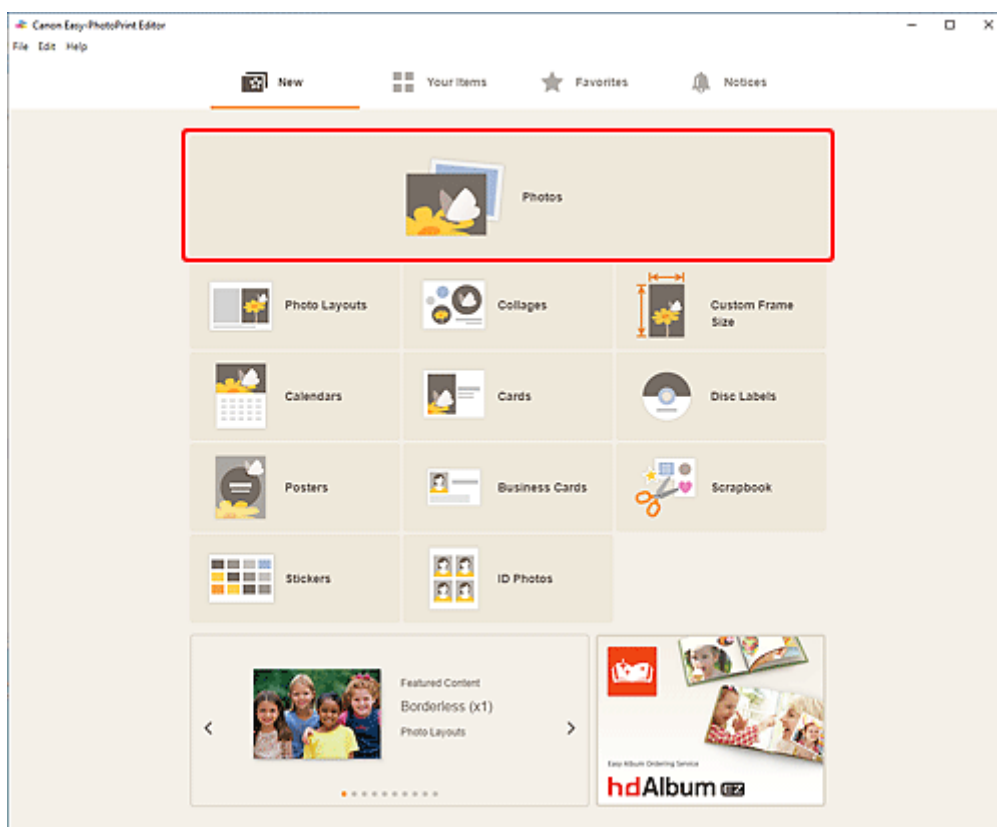 Canon Easy-PhotoPrint Editor
File Edit Help
New
Your Items
Favorites
Notices
Photos
Photo Layouts
Collages
Custom Frame
Size
Calendars
Cards
Disc Labels
Posters
Business Cards
Scrapbook
Stickers
ID Photos
Featured Content
Borderless (x1)
Photo Layouts
Easy Album Ordering Service
hdAlbum EZ